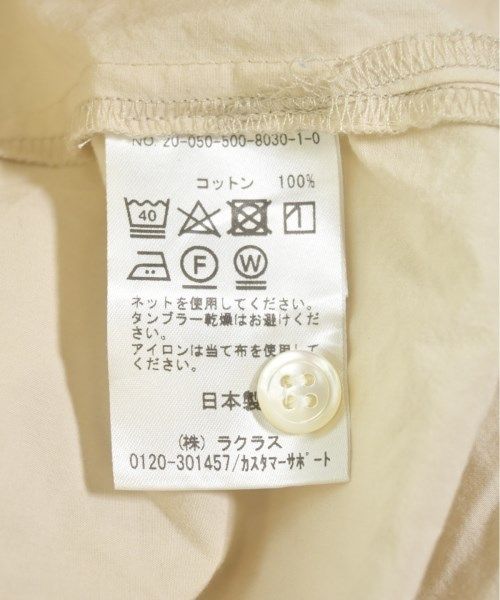 NO. 20-050-500-8030-1-0
コットン 100%
40
F W
ネットを使用してください。
タンブラー乾燥はお避けくだ
さい。
アイロンは当て布を使用して
ください。
日本製
(株) ラクラス
0120-301457/カスタマーサポート